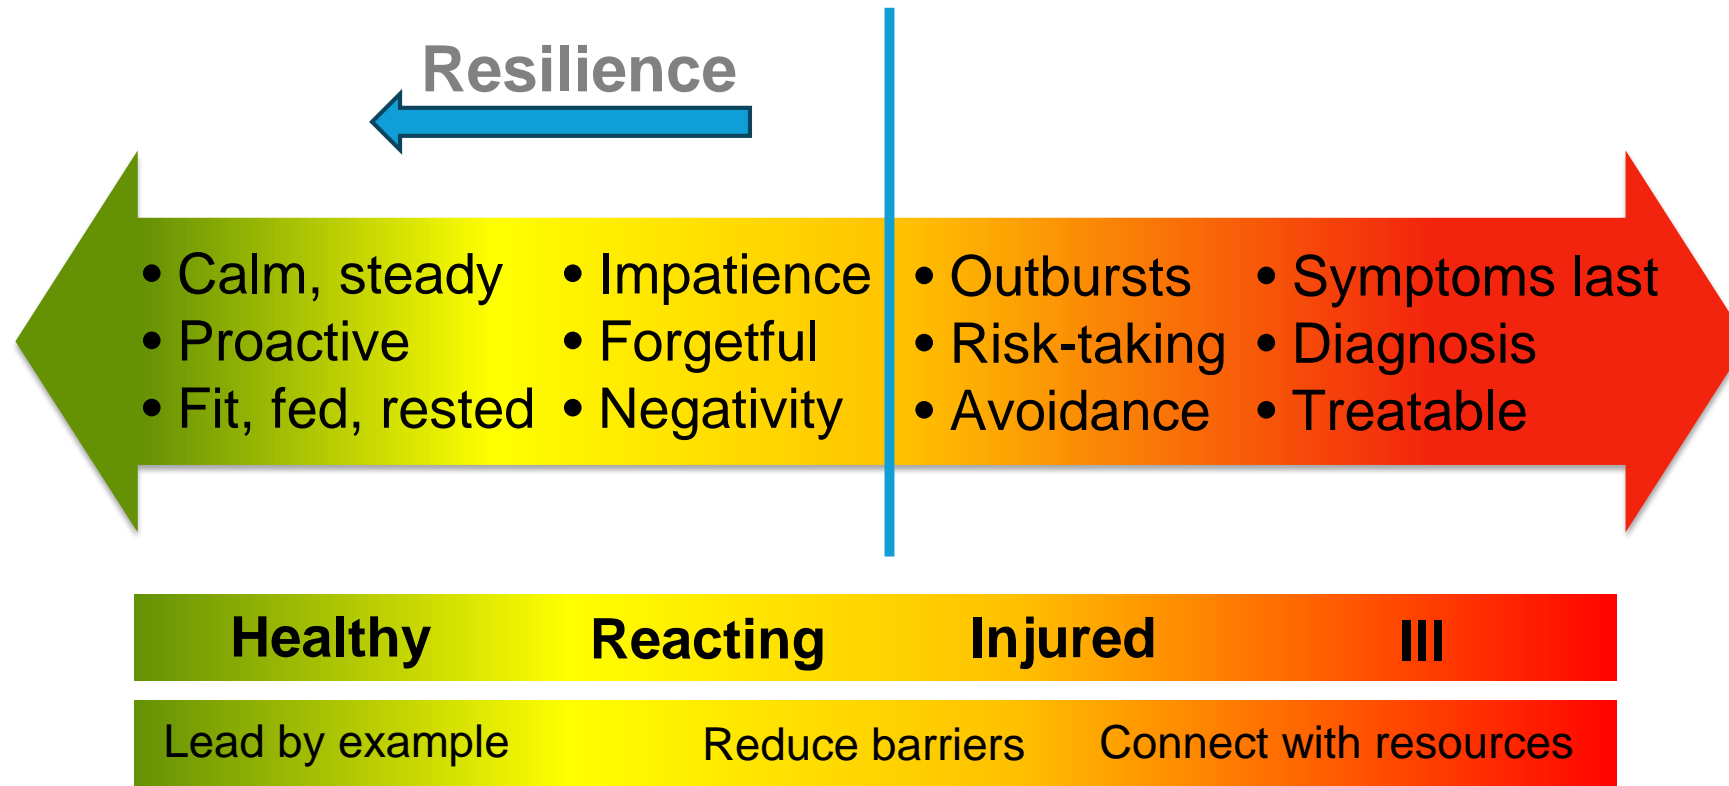 Resilience
• Calm, steady
• Proactive
• Fit, fed, rested
• Impatience
• Forgetful
• Negativity
• Outbursts
• Risk-taking
• Avoidance
• Symptoms last
• Diagnosis
• Treatable
Healthy Reacting Injured Ill
Lead by example Reduce barriers Connect with resources